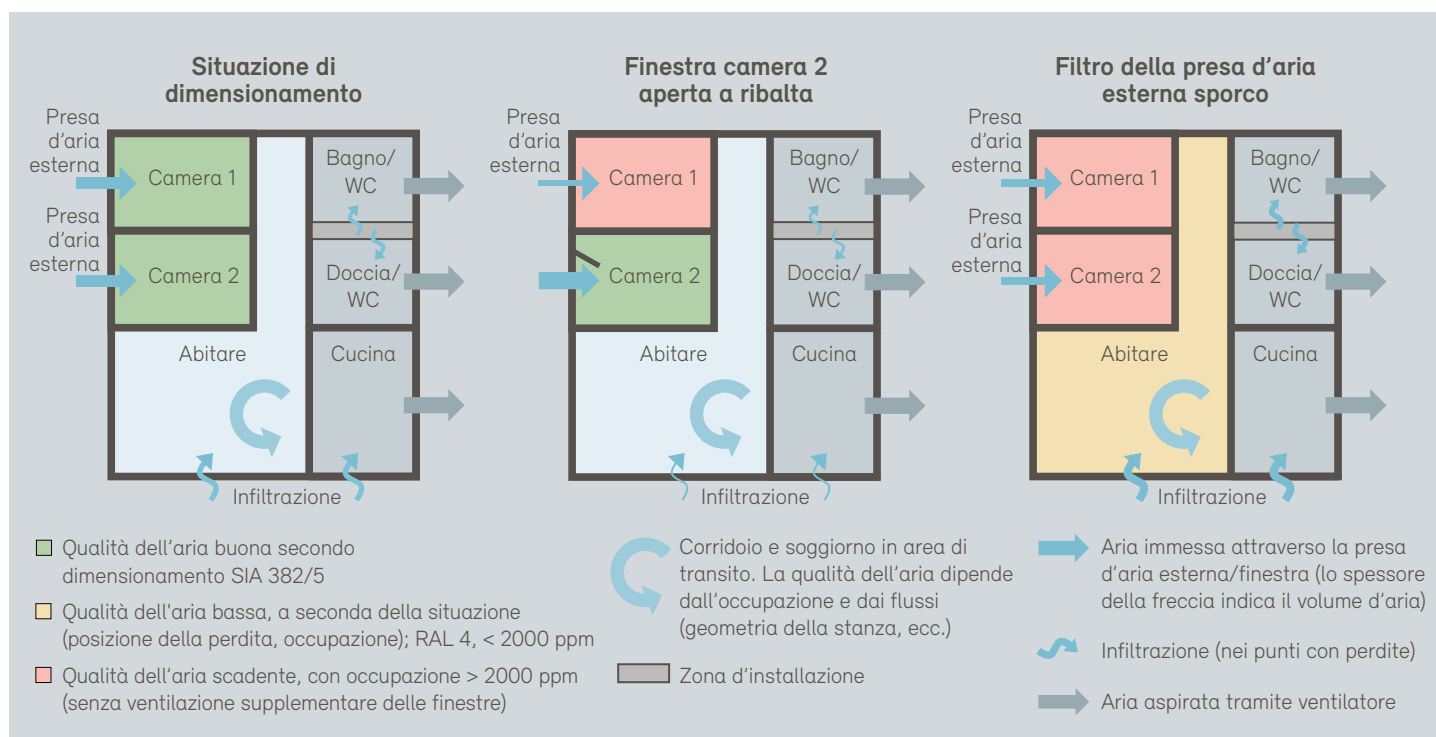 Situazione di
dimensionamento
Presa
d'aria
esterna
Camera 1
Bagno/
WC
Presa
d'aria
esterna
Camera 2
Doccia/
WC
Abitare
Cucina
Infiltrazione
Finestra camera 2
aperta a ribalta
Presa
d'aria
esterna
Camera 1
Bagno/
WC
Camera 2
Doccia/
WC
Abitare
Cucina
Infiltrazione
Filtro della presa d'aria
esterna sporco
Presa
d'aria
esterna
Camera 1
Bagno/
WC
Presa
d'aria
esterna
Camera 2
Doccia/
WC
Abitare
Cucina
Infiltrazione
Qualità dell'aria buona secondo
dimensionamento SIA 382/5
Qualità dell'aria bassa, a seconda della situazione
(posizione della perdita, occupazione); RAL 4, < 2000 ppm
Qualità dell'aria scadente, con occupazione > 2000 ppm
(senza ventilazione supplementare delle finestre)
Corridoio e soggiorno in area di
transito. La qualità dell'aria dipende
dall'occupazione e dai flussi
(geometria della stanza, ecc.)
Zona d'installazione
Aria immessa attraverso la presa
d'aria esterna/finestra (lo spessore
della freccia indica il volume d'aria)
Infiltrazione (nei punti con perdite)
Aria aspirata tramite ventilatore